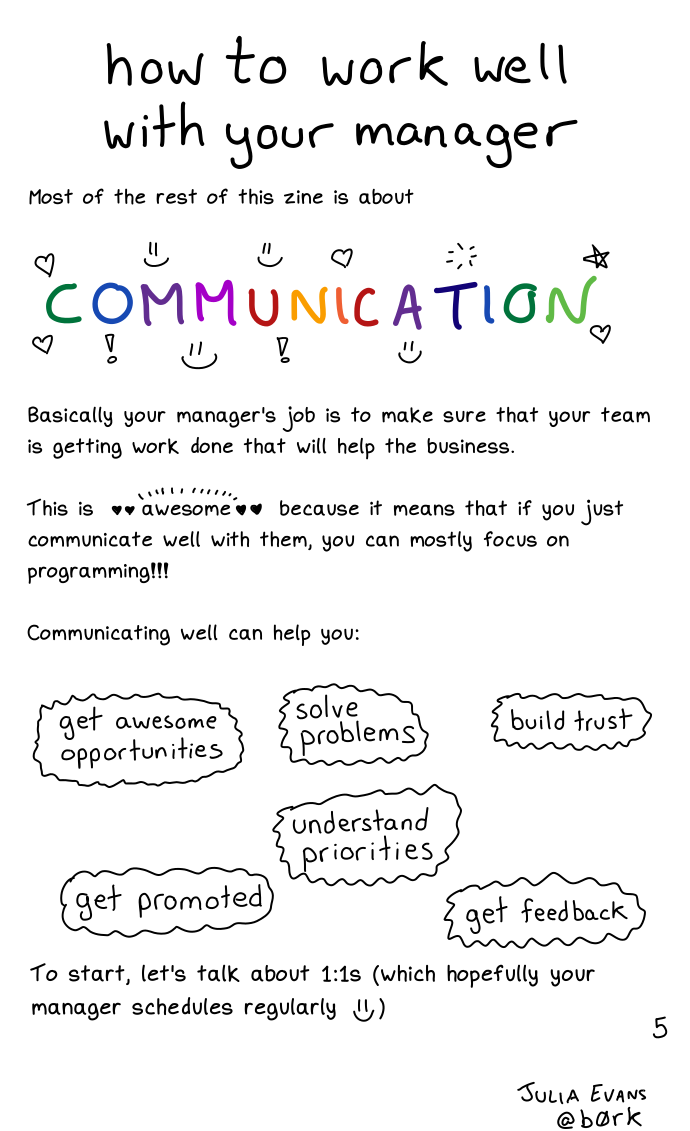 how to work well
with your manager
Most of the rest of this zine is about
COMMUNICATION
Basically your manager's job is to make sure that your team
is getting work done that will help the business.
This is ♥♥ awesome ♥♥ because it means that if you just
communicate well with them, you can mostly focus on
programming!!!
Communicating well can help you:
get awesome
opportunities
solve
problems
build trust
understand
priorities
get promoted
get feedback
To start, let's talk about 1:1s (which hopefully your
manager schedules regularly )
5
JULIA EVANS
@børk